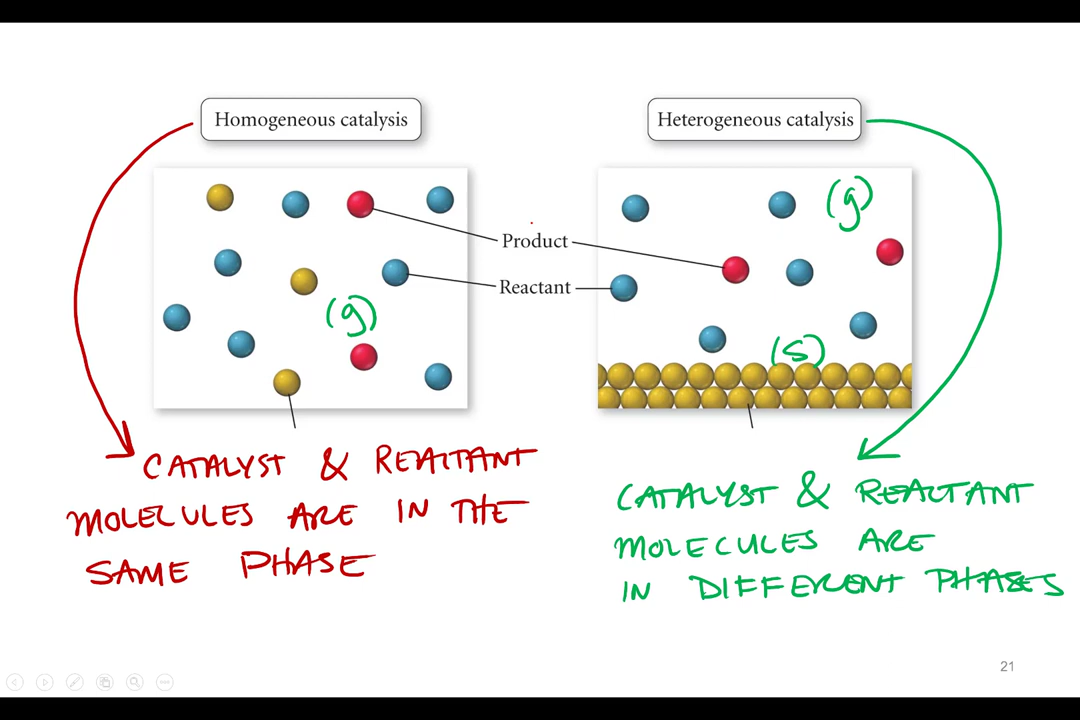 Homogeneous catalysis
Heterogeneous catalysis
(g)
Product
Reactant
(g)
(s)
CATALYST & REACTANT
MOLECULES ARE IN THE
SAME PHASE
CATALYST & REACTANT
MOLECULES ARE
IN DIFFERENT PHASES
21